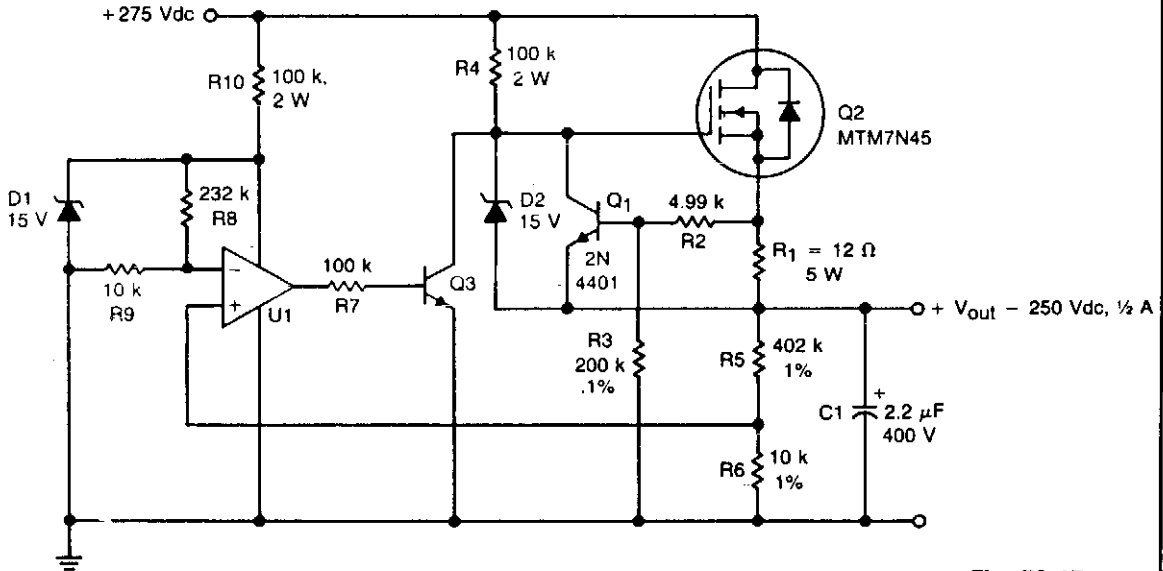 +275 Vdc
R10
100 k,
2 W
R4
100 k
2 W
Q2
MTM7N45
D1
15 V
232 k
R8
D2
15 V
Q1
2N
4401
4.99 k
R2
R1 = 12 Ω
5 W
−
+
U1
10 k
R9
100 k
R7
Q3
+ Vout − 250 Vdc, ½ A
R3
200 k
.1%
R5
402 k
1%
C1
+
2.2 μF
400 V
R6
10 k
1%